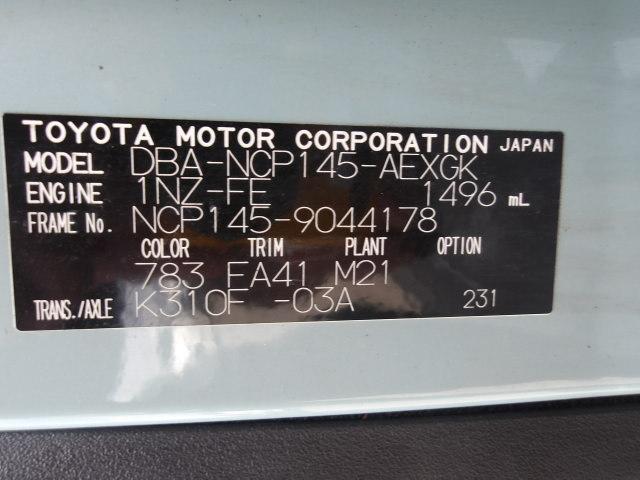 TOYOTA MOTOR CORPORATION JAPAN
MODEL DBA-NCP145-AEXGK
ENGINE 1NZ-FE 1496 mL
FRAME No. NCP145-9044178
COLOR TRIM PLANT OPTION
783 FA41 M21
TRANS./AXLE K310F -03A 231